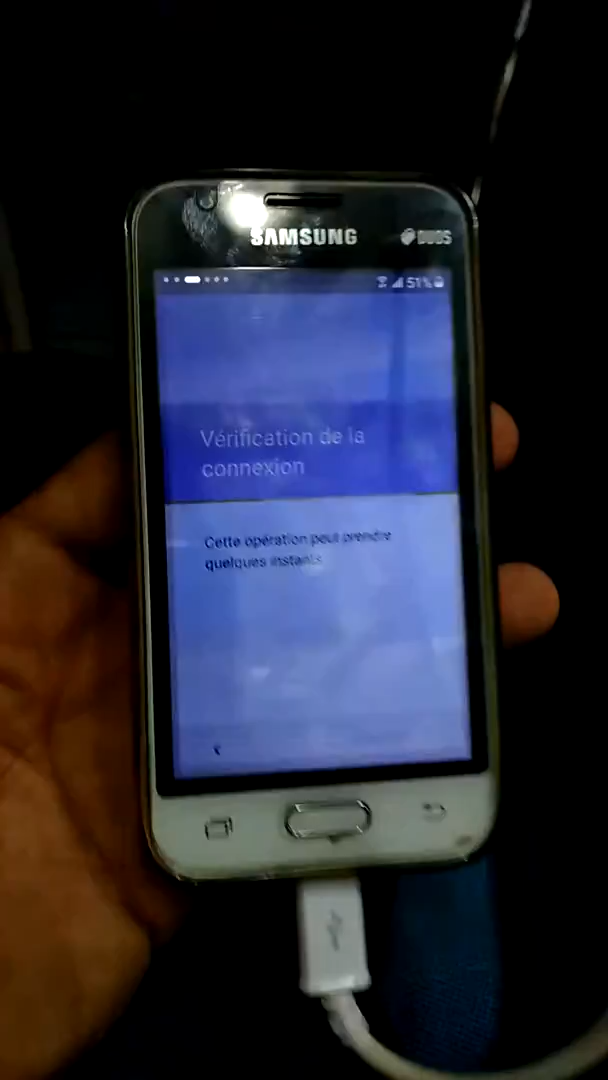 SAMSUNG
DUOS
51%
Vérification de la
connexion
Cette opération peut prendre
quelques instants